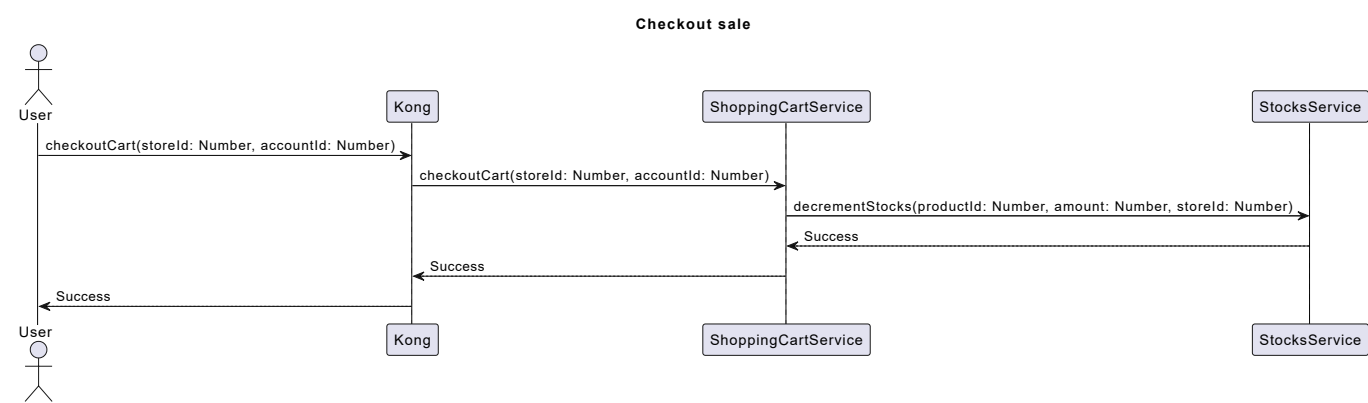 Checkout sale
User
Kong
ShoppingCartService
StocksService
checkoutCart(storeId: Number, accountId: Number)
checkoutCart(storeId: Number, accountId: Number)
decrementStocks(productId: Number, amount: Number, storeId: Number)
Success
Success
Success
User
Kong
ShoppingCartService
StocksService